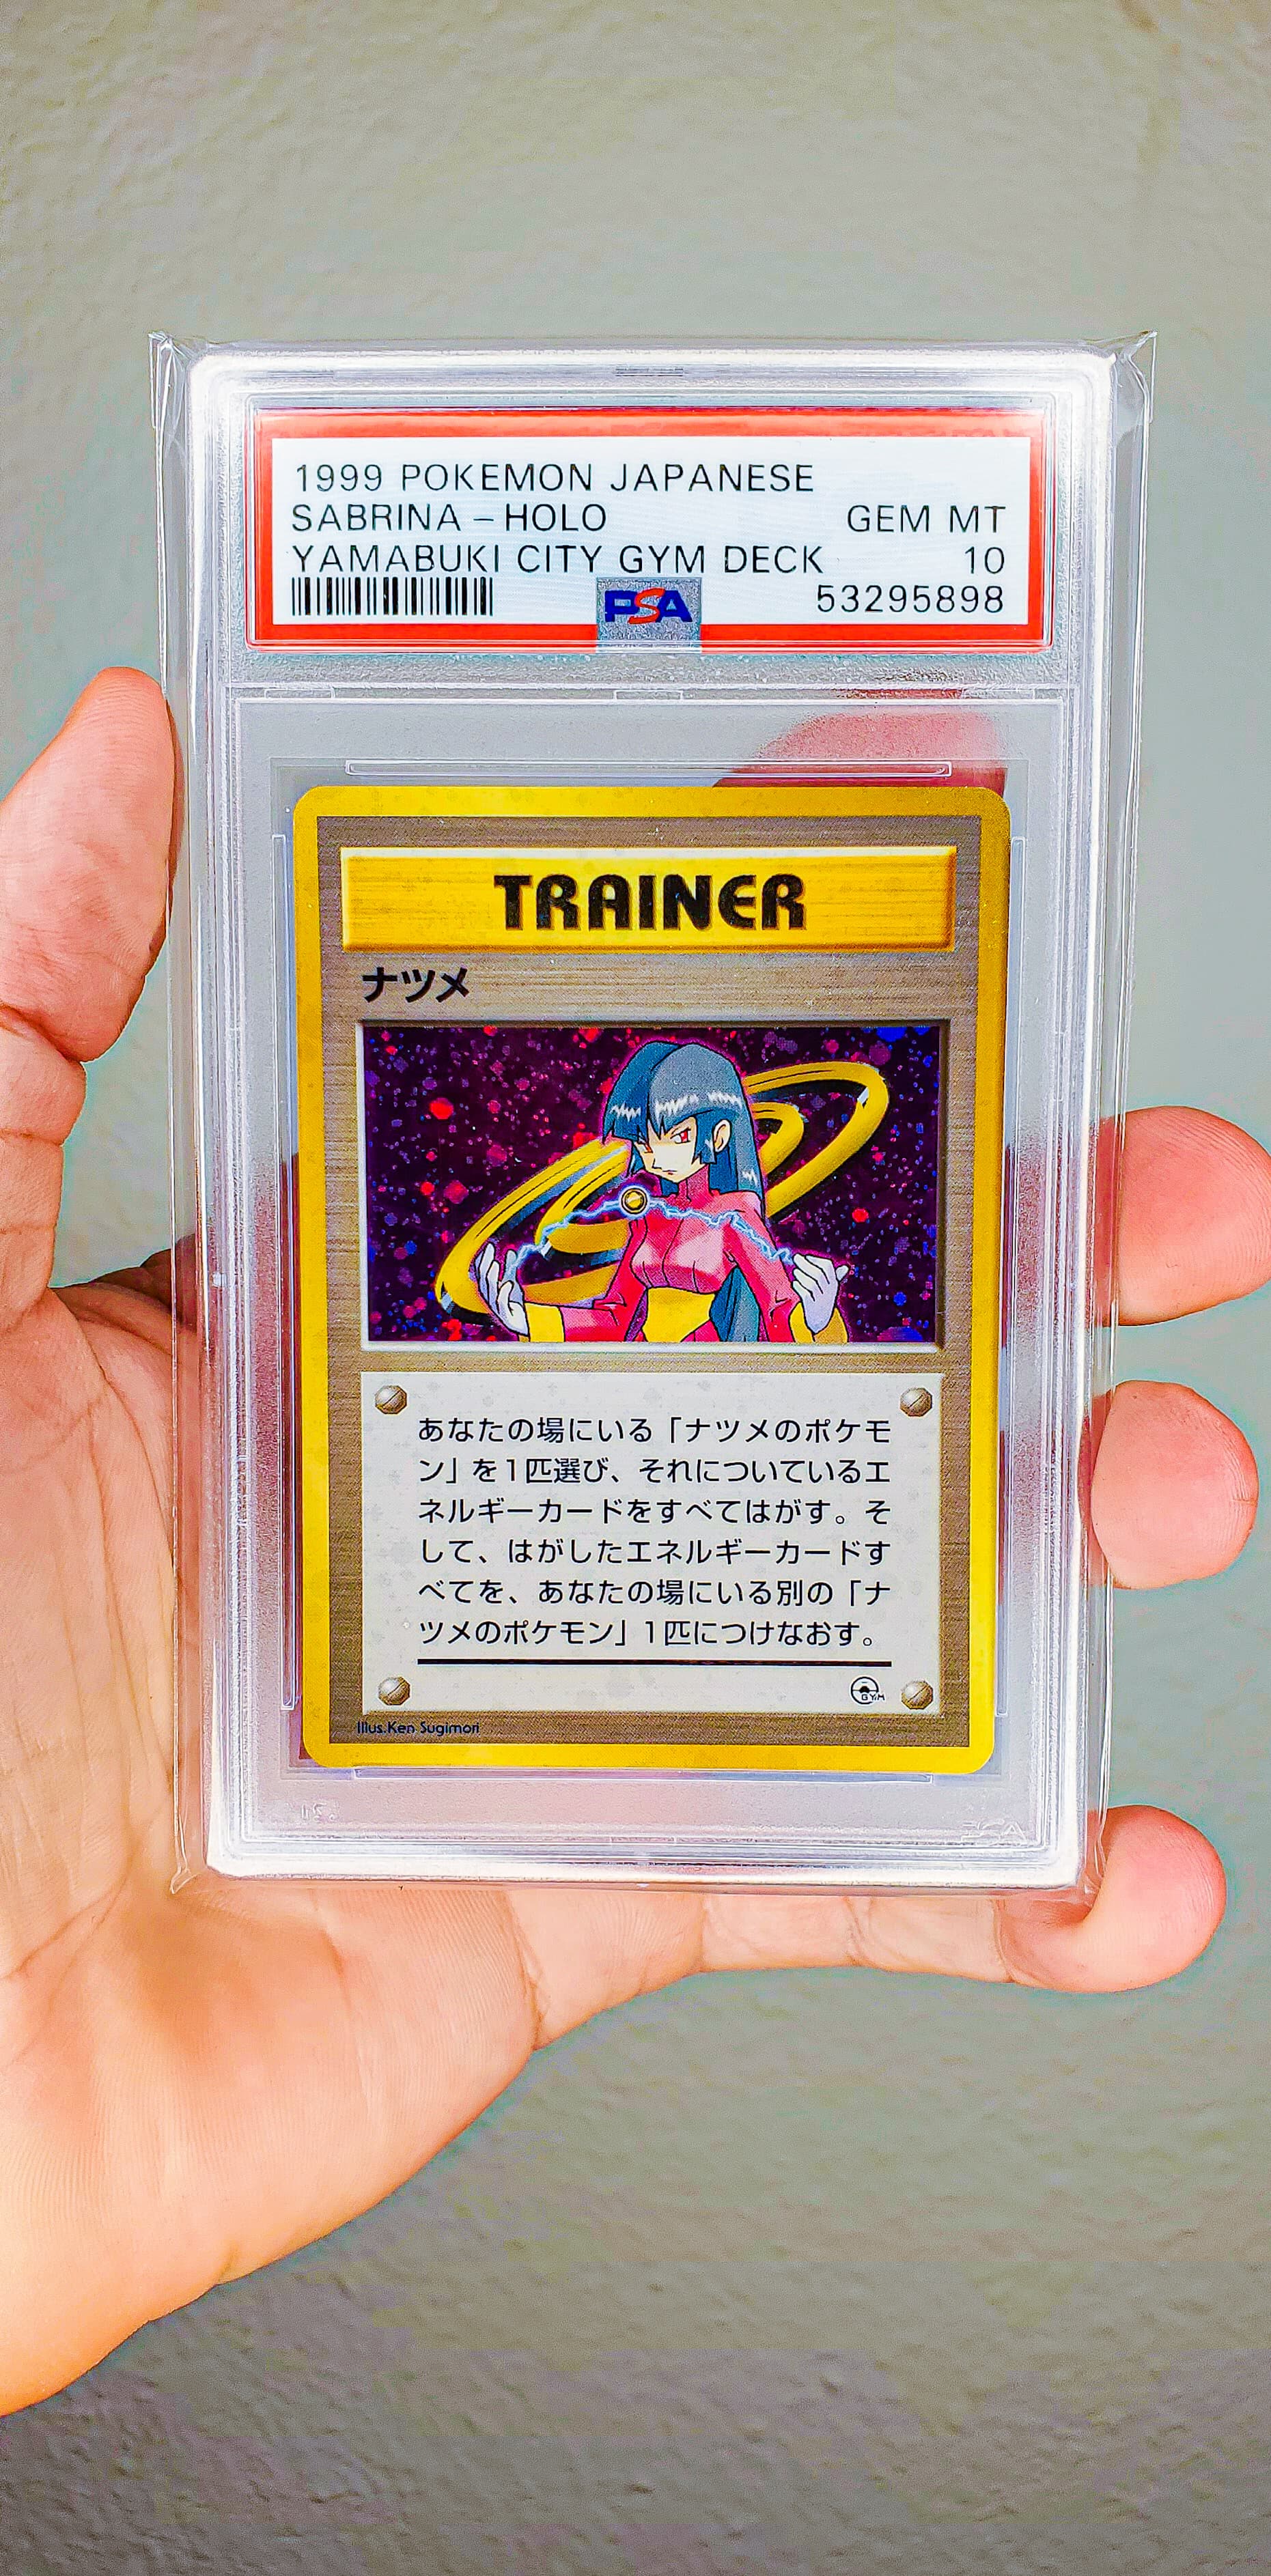 1999 POKEMON JAPANESE
SABRINA – HOLO GEM MT
YAMABUKI CITY GYM DECK 10
PSA 53295898
TRAINER
ナツメ
あなたの場にいる「ナツメのポケモ
ン」を1匹選び、それについているエ
ネルギーカードをすべてはがす。そ
して、はがしたエネルギーカードす
べてを、あなたの場にいる別の「ナ
ツメのポケモン」1匹につけなおす。
GYM
Illus.Ken Sugimori
PSA